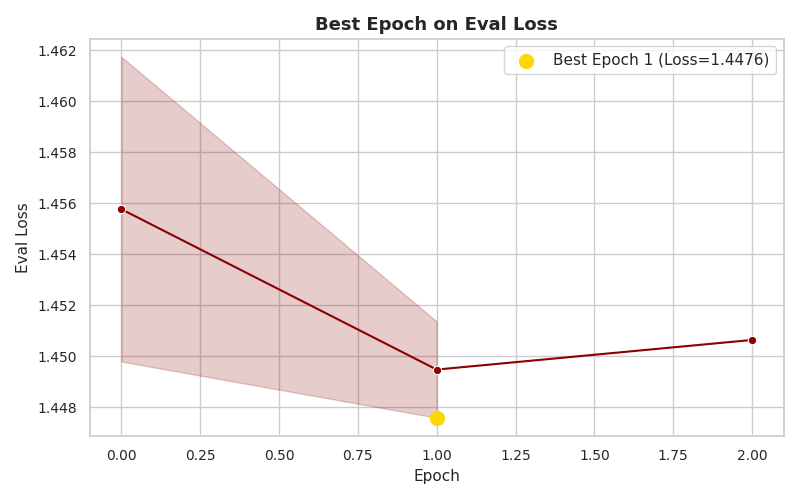 Best Epoch on Eval Loss
Best Epoch 1 (Loss=1.4476)
Eval Loss
1.462
1.460
1.458
1.456
1.454
1.452
1.450
1.448
0.00 0.25 0.50 0.75 1.00 1.25 1.50 1.75 2.00
Epoch